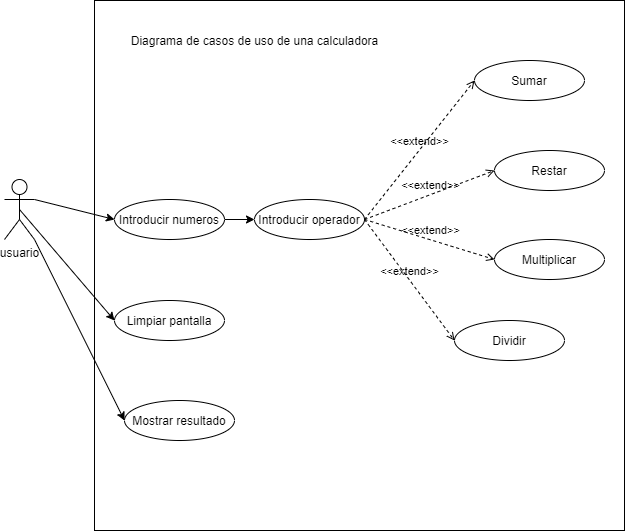 Diagrama de casos de uso de una calculadora
Sumar
<<extend>>
Restar
<<extend>>
Introducir numeros
Introducir operador
<<extend>>
usuario
Multiplicar
<<extend>>
Limpiar pantalla
Dividir
Mostrar resultado